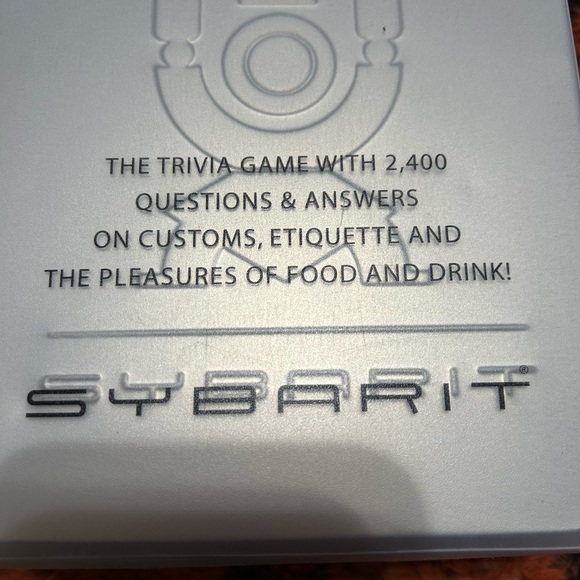 THE TRIVIA GAME WITH 2,400
QUESTIONS & ANSWERS
ON CUSTOMS, ETIQUETTE AND
THE PLEASURES OF FOOD AND DRINK!
SYBARIT®